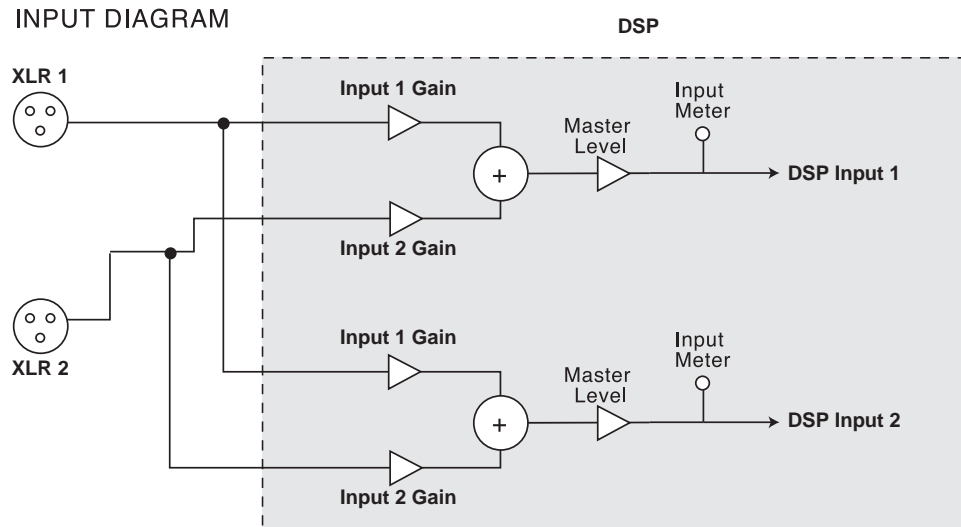 INPUT DIAGRAM
DSP
XLR 1
Input 1 Gain
Input
Meter
Master
Level
+
DSP Input 1
Input 2 Gain
XLR 2
Input 1 Gain
Input
Meter
Master
Level
+
DSP Input 2
Input 2 Gain